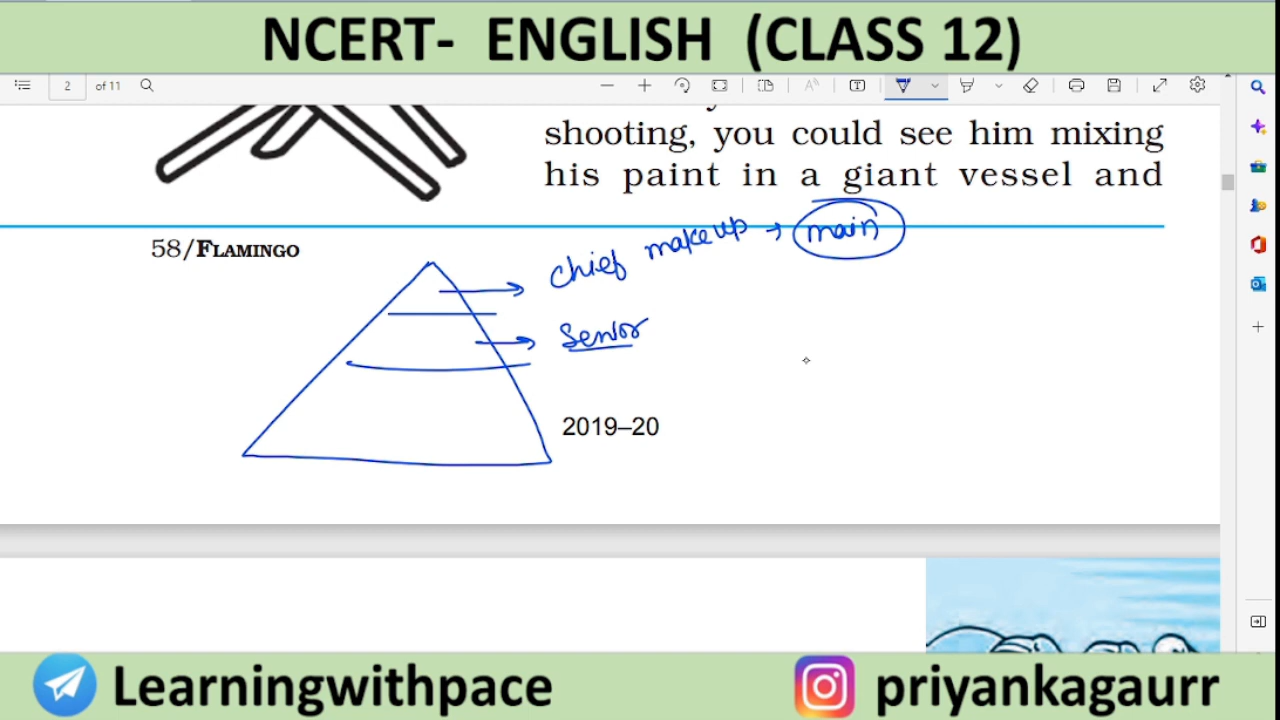 NCERT- ENGLISH (CLASS 12)
2 of 11
shooting, you could see him mixing
his paint in a giant vessel and
58/FLAMINGO
chief makeup → main
Senior
2019–20
Learningwithpace
priyankagaurr